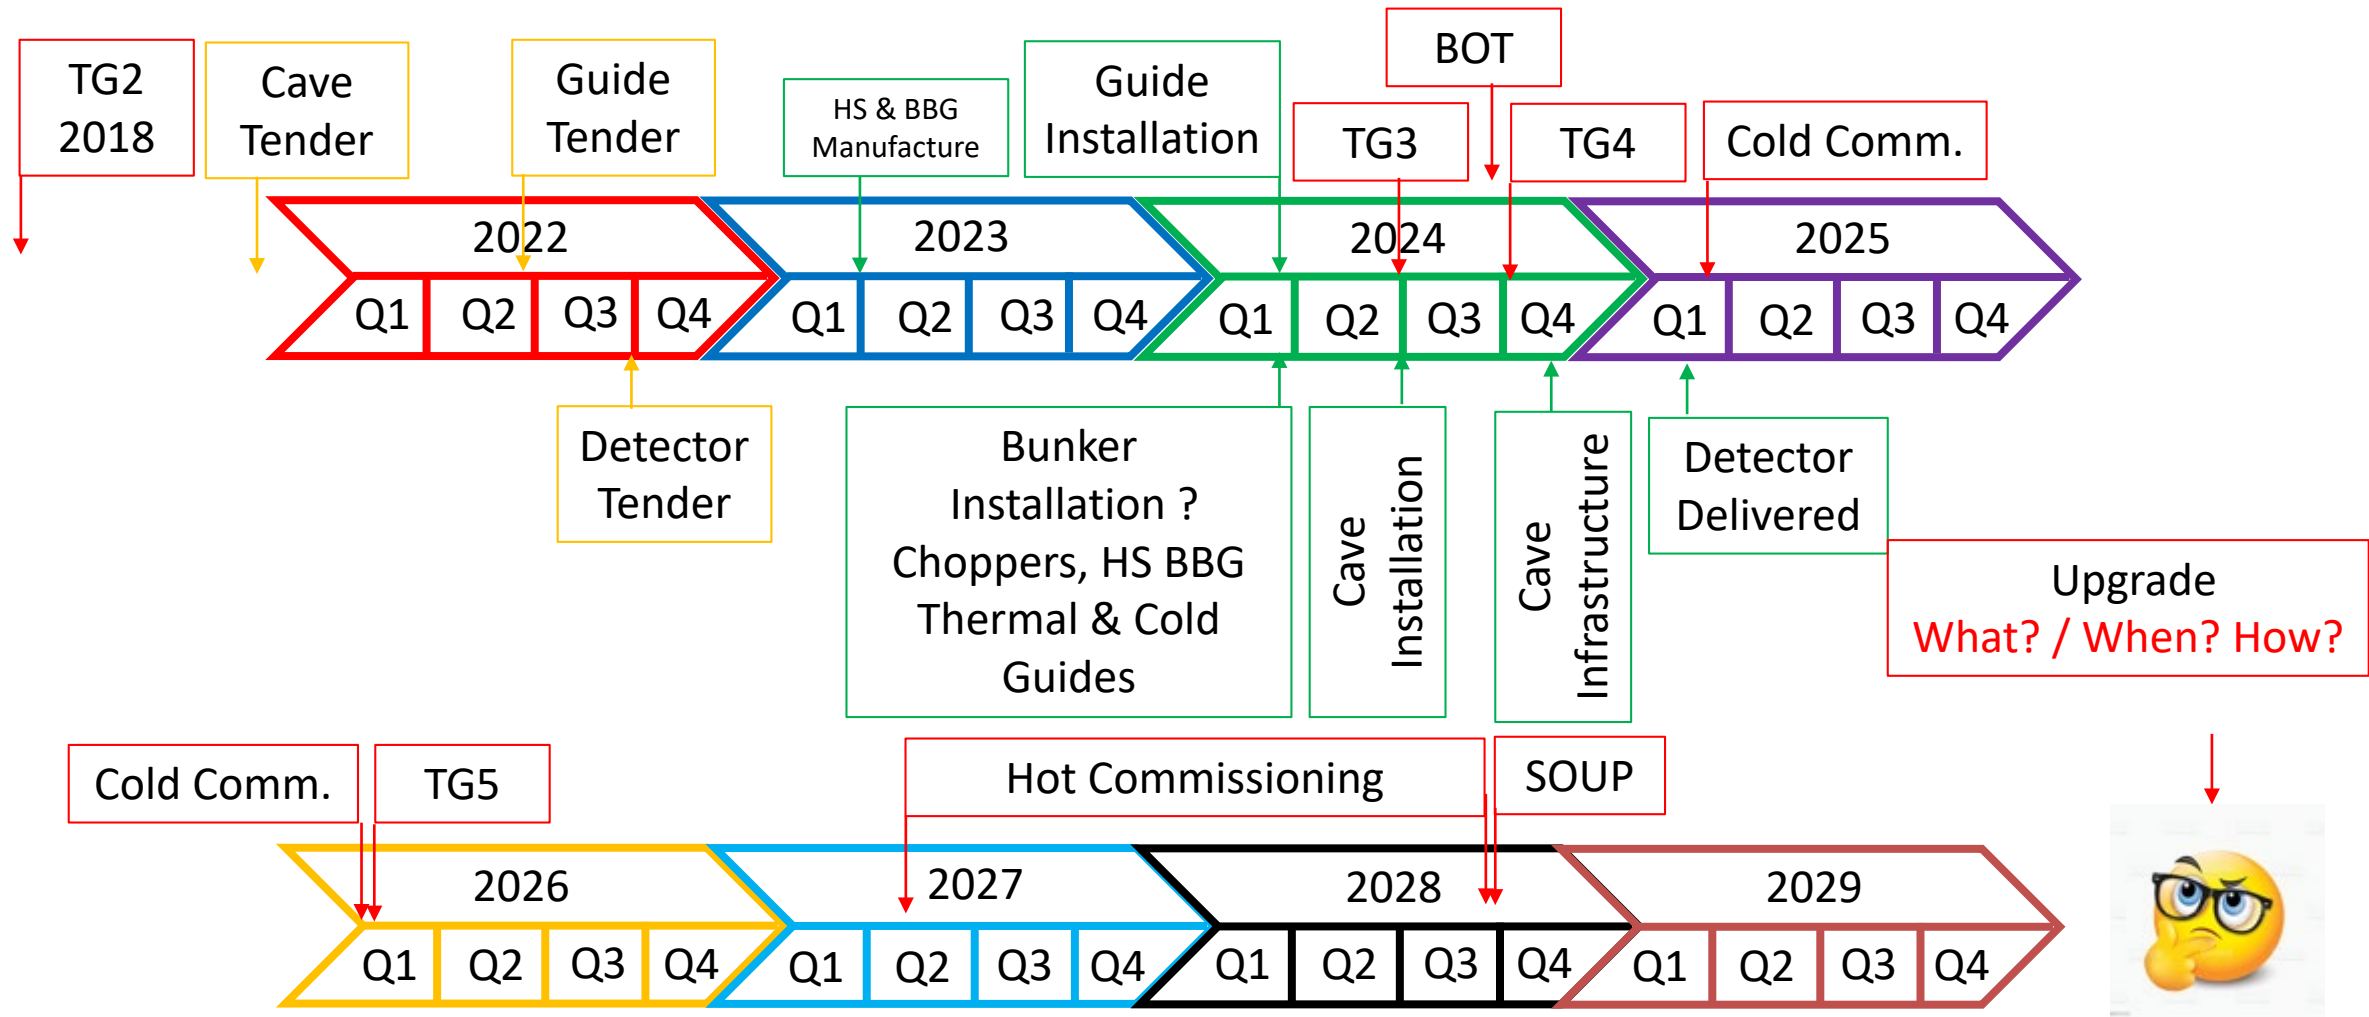 TG2
2018
Cave
Tender
Guide
Tender
HS & BBG
Manufacture
Guide
Installation
TG3
BOT
TG4
Cold Comm.
2022
2023
2024
2025
Q1 Q2 Q3 Q4
Q1 Q2 Q3 Q4
Q1 Q2 Q3 Q4
Q1 Q2 Q3 Q4
Detector
Tender
Bunker
Installation ?
Choppers, HS BBG
Thermal & Cold
Guides
Cave
Installation
Cave
Infrastructure
Detector
Delivered
Upgrade
What? / When? How?
Cold Comm.
TG5
Hot Commissioning
SOUP
2026
2027
2028
2029
Q1 Q2 Q3 Q4
Q1 Q2 Q3 Q4
Q1 Q2 Q3 Q4
Q1 Q2 Q3 Q4